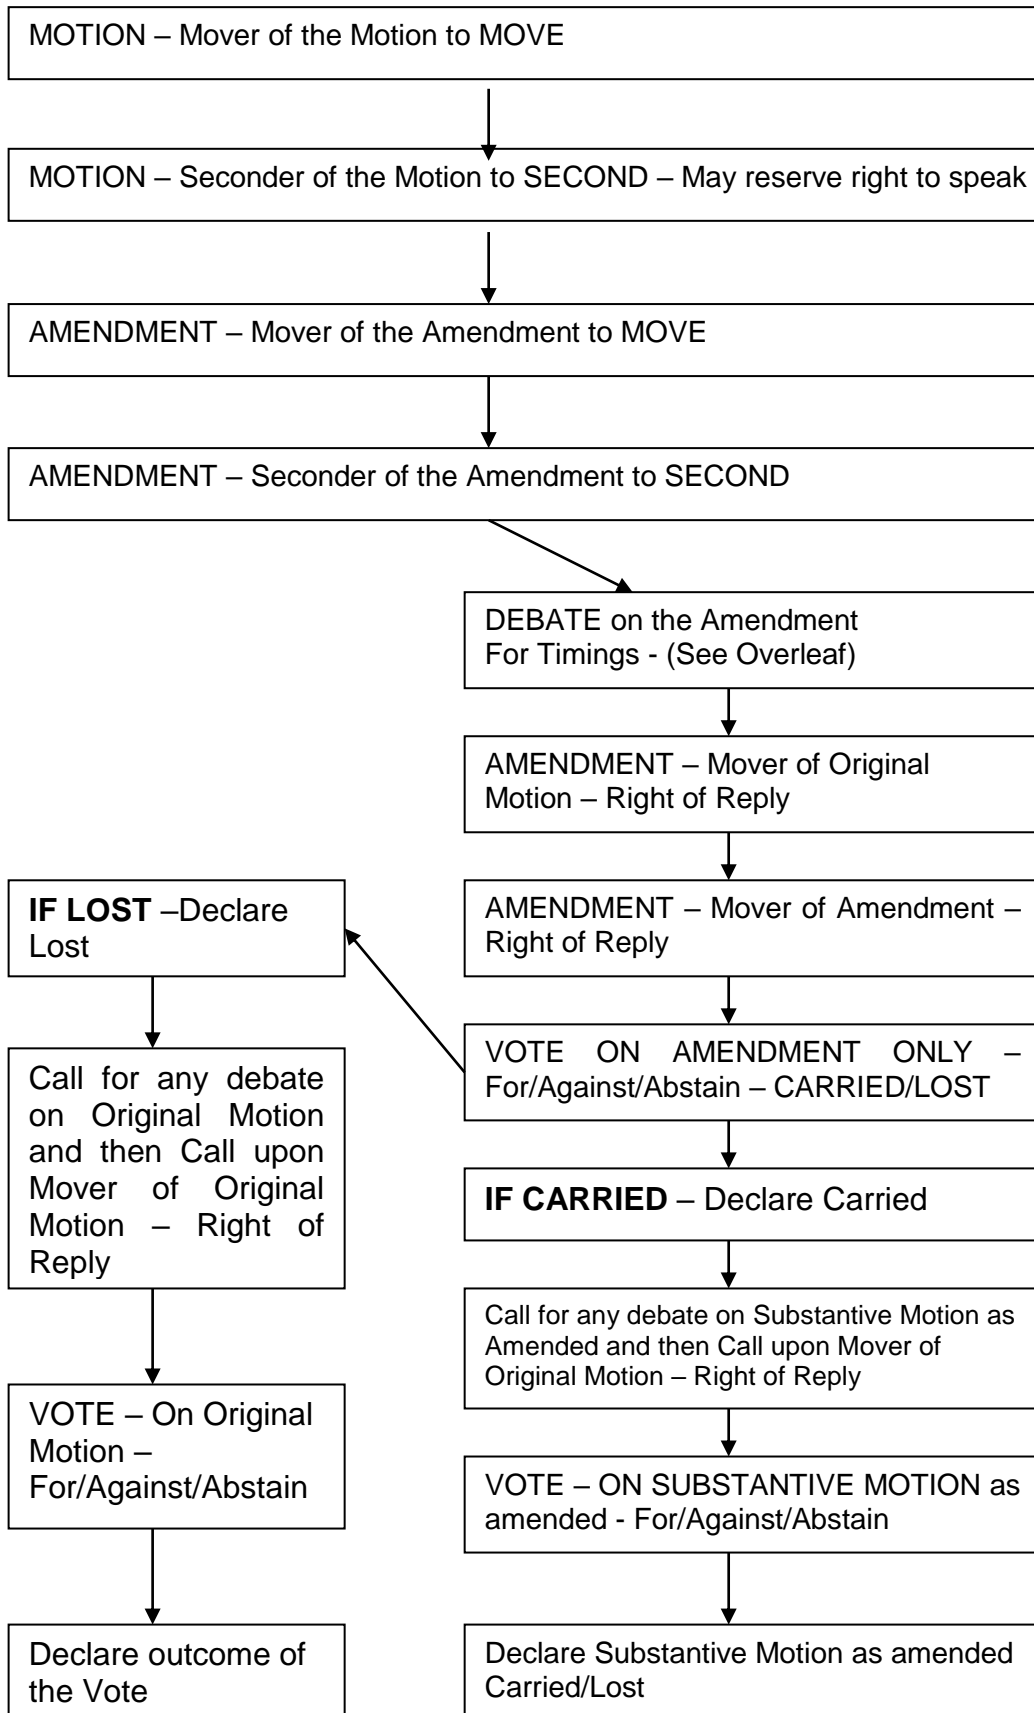 MOTION – Mover of the Motion to MOVE
MOTION – Seconder of the Motion to SECOND – May reserve right to speak
AMENDMENT – Mover of the Amendment to MOVE
AMENDMENT – Seconder of the Amendment to SECOND
DEBATE on the Amendment
For Timings - (See Overleaf)
AMENDMENT – Mover of Original
Motion – Right of Reply
AMENDMENT – Mover of Amendment –
Right of Reply
VOTE ON AMENDMENT ONLY –
For/Against/Abstain – CARRIED/LOST
IF LOST –Declare
Lost
Call for any debate
on Original Motion
and then Call upon
Mover of Original
Motion – Right of
Reply
VOTE – On Original
Motion –
For/Against/Abstain
Declare outcome of
the Vote
IF CARRIED – Declare Carried
Call for any debate on Substantive Motion as
Amended and then Call upon Mover of
Original Motion – Right of Reply
VOTE – ON SUBSTANTIVE MOTION as
amended - For/Against/Abstain
Declare Substantive Motion as amended
Carried/Lost